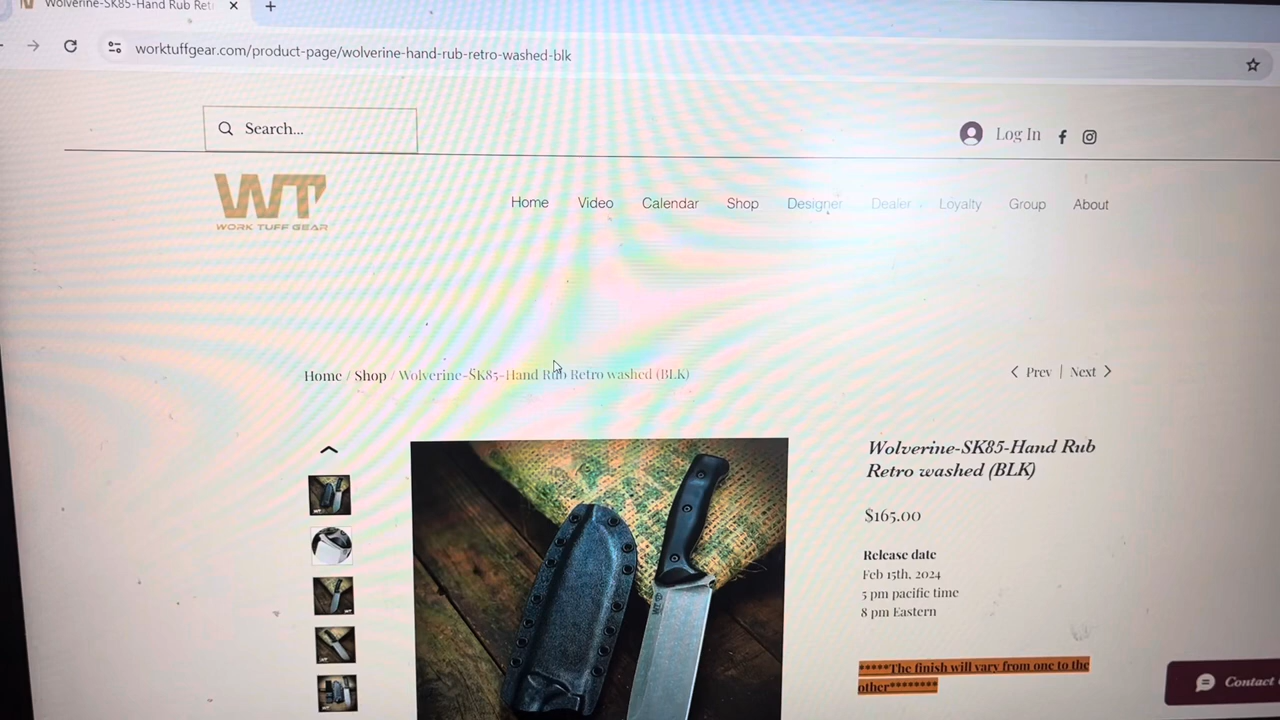 Wolverine-SK85-Hand Rub Retr
worktuffgear.com/product-page/wolverine-hand-rub-retro-washed-blk
Search...
Log In
WT
WORK TUFF GEAR
Home Video Calendar Shop Designer Dealer Loyalty Group About
Home / Shop / Wolverine-SK85-Hand Rub Retro washed (BLK)
Prev | Next
Wolverine-SK85-Hand Rub
Retro washed (BLK)
$165.00
Release date
Feb 15th, 2024
5 pm pacific time
8 pm Eastern
*****The finish will vary from one to the
other********
Contact